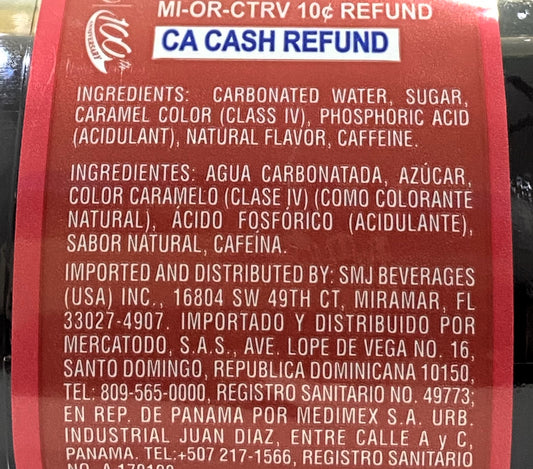 100th
ANNIVERSARY
MI-OR-CTRV 10¢ REFUND
CA CASH REFUND
INGREDIENTS: CARBONATED WATER, SUGAR,
CARAMEL COLOR (CLASS IV), PHOSPHORIC ACID
(ACIDULANT), NATURAL FLAVOR, CAFFEINE.
INGREDIENTES: AGUA CARBONATADA, AZÚCAR,
COLOR CARAMELO (CLASE IV) (COMO COLORANTE
NATURAL), ÁCIDO FOSFÓRICO (ACIDULANTE),
SABOR NATURAL, CAFEÍNA.
IMPORTED AND DISTRIBUTED BY: SMJ BEVERAGES
(USA) INC., 16804 SW 49TH CT, MIRAMAR, FL
33027-4907. IMPORTADO Y DISTRIBUIDO POR
MERCATODO, S.A.S., AVE. LOPE DE VEGA NO. 16,
SANTO DOMINGO, REPUBLICA DOMINICANA 10150,
TEL: 809-565-0000, REGISTRO SANITARIO NO. 49773;
EN REP. DE PANAMA POR MEDIMEX S.A. URB.
INDUSTRIAL JUAN DIAZ, ENTRE CALLE A y C,
PANAMA. TEL:+507 217-1566, REGISTRO SANITARIO